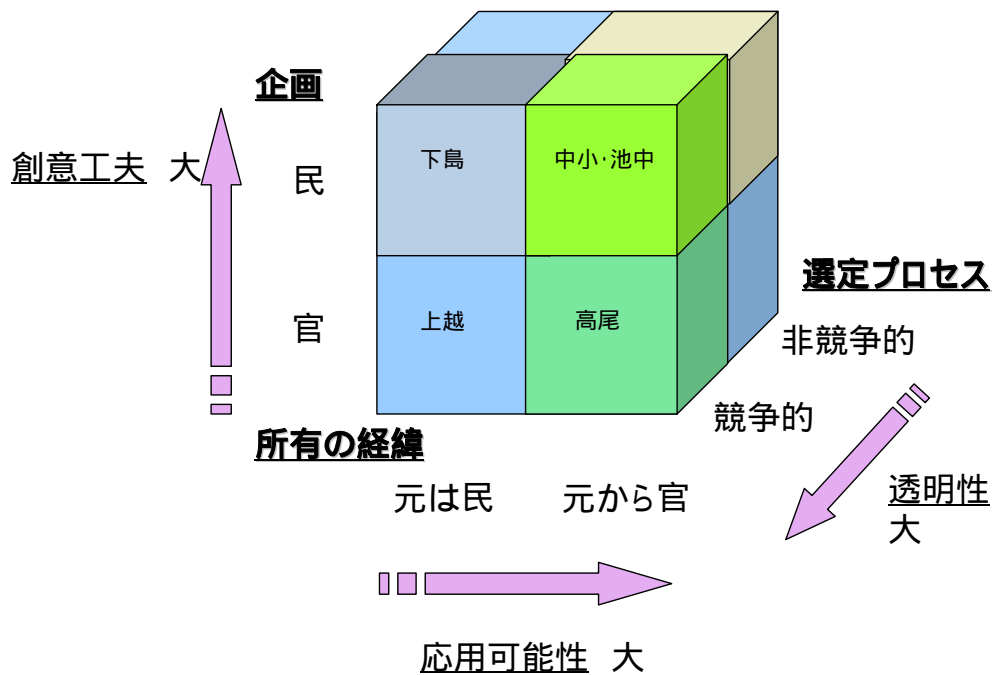 企画
創意工夫 大
民
下島
中小·池中
選定プロセス
官
上越
高尾
非競争的
競争的
所有の経緯
元は民
元から官
透明性
大
応用可能性 大